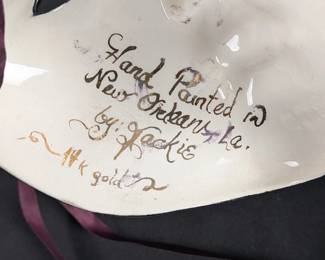 Hand Painted in
New Orleans, La.
by: Jackie
14k gold